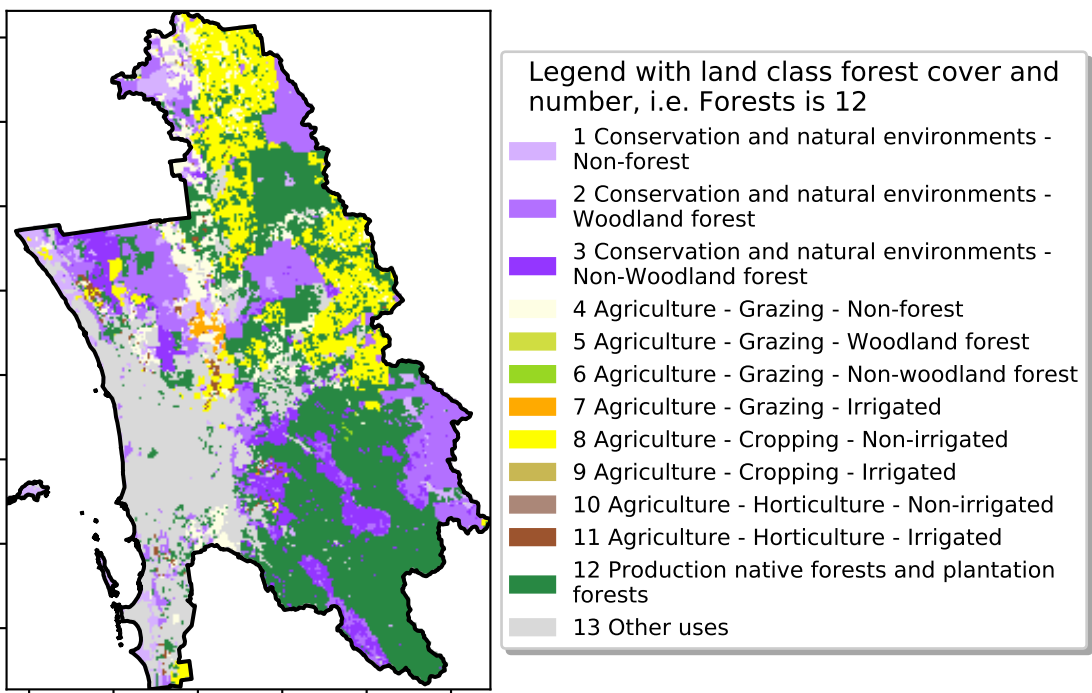 Legend with land class forest cover and
number, i.e. Forests is 12
1 Conservation and natural environments -
Non-forest
2 Conservation and natural environments -
Woodland forest
3 Conservation and natural environments -
Non-Woodland forest
4 Agriculture - Grazing - Non-forest
5 Agriculture - Grazing - Woodland forest
6 Agriculture - Grazing - Non-woodland forest
7 Agriculture - Grazing - Irrigated
8 Agriculture - Cropping - Non-irrigated
9 Agriculture - Cropping - Irrigated
10 Agriculture - Horticulture - Non-irrigated
11 Agriculture - Horticulture - Irrigated
12 Production native forests and plantation
forests
13 Other uses